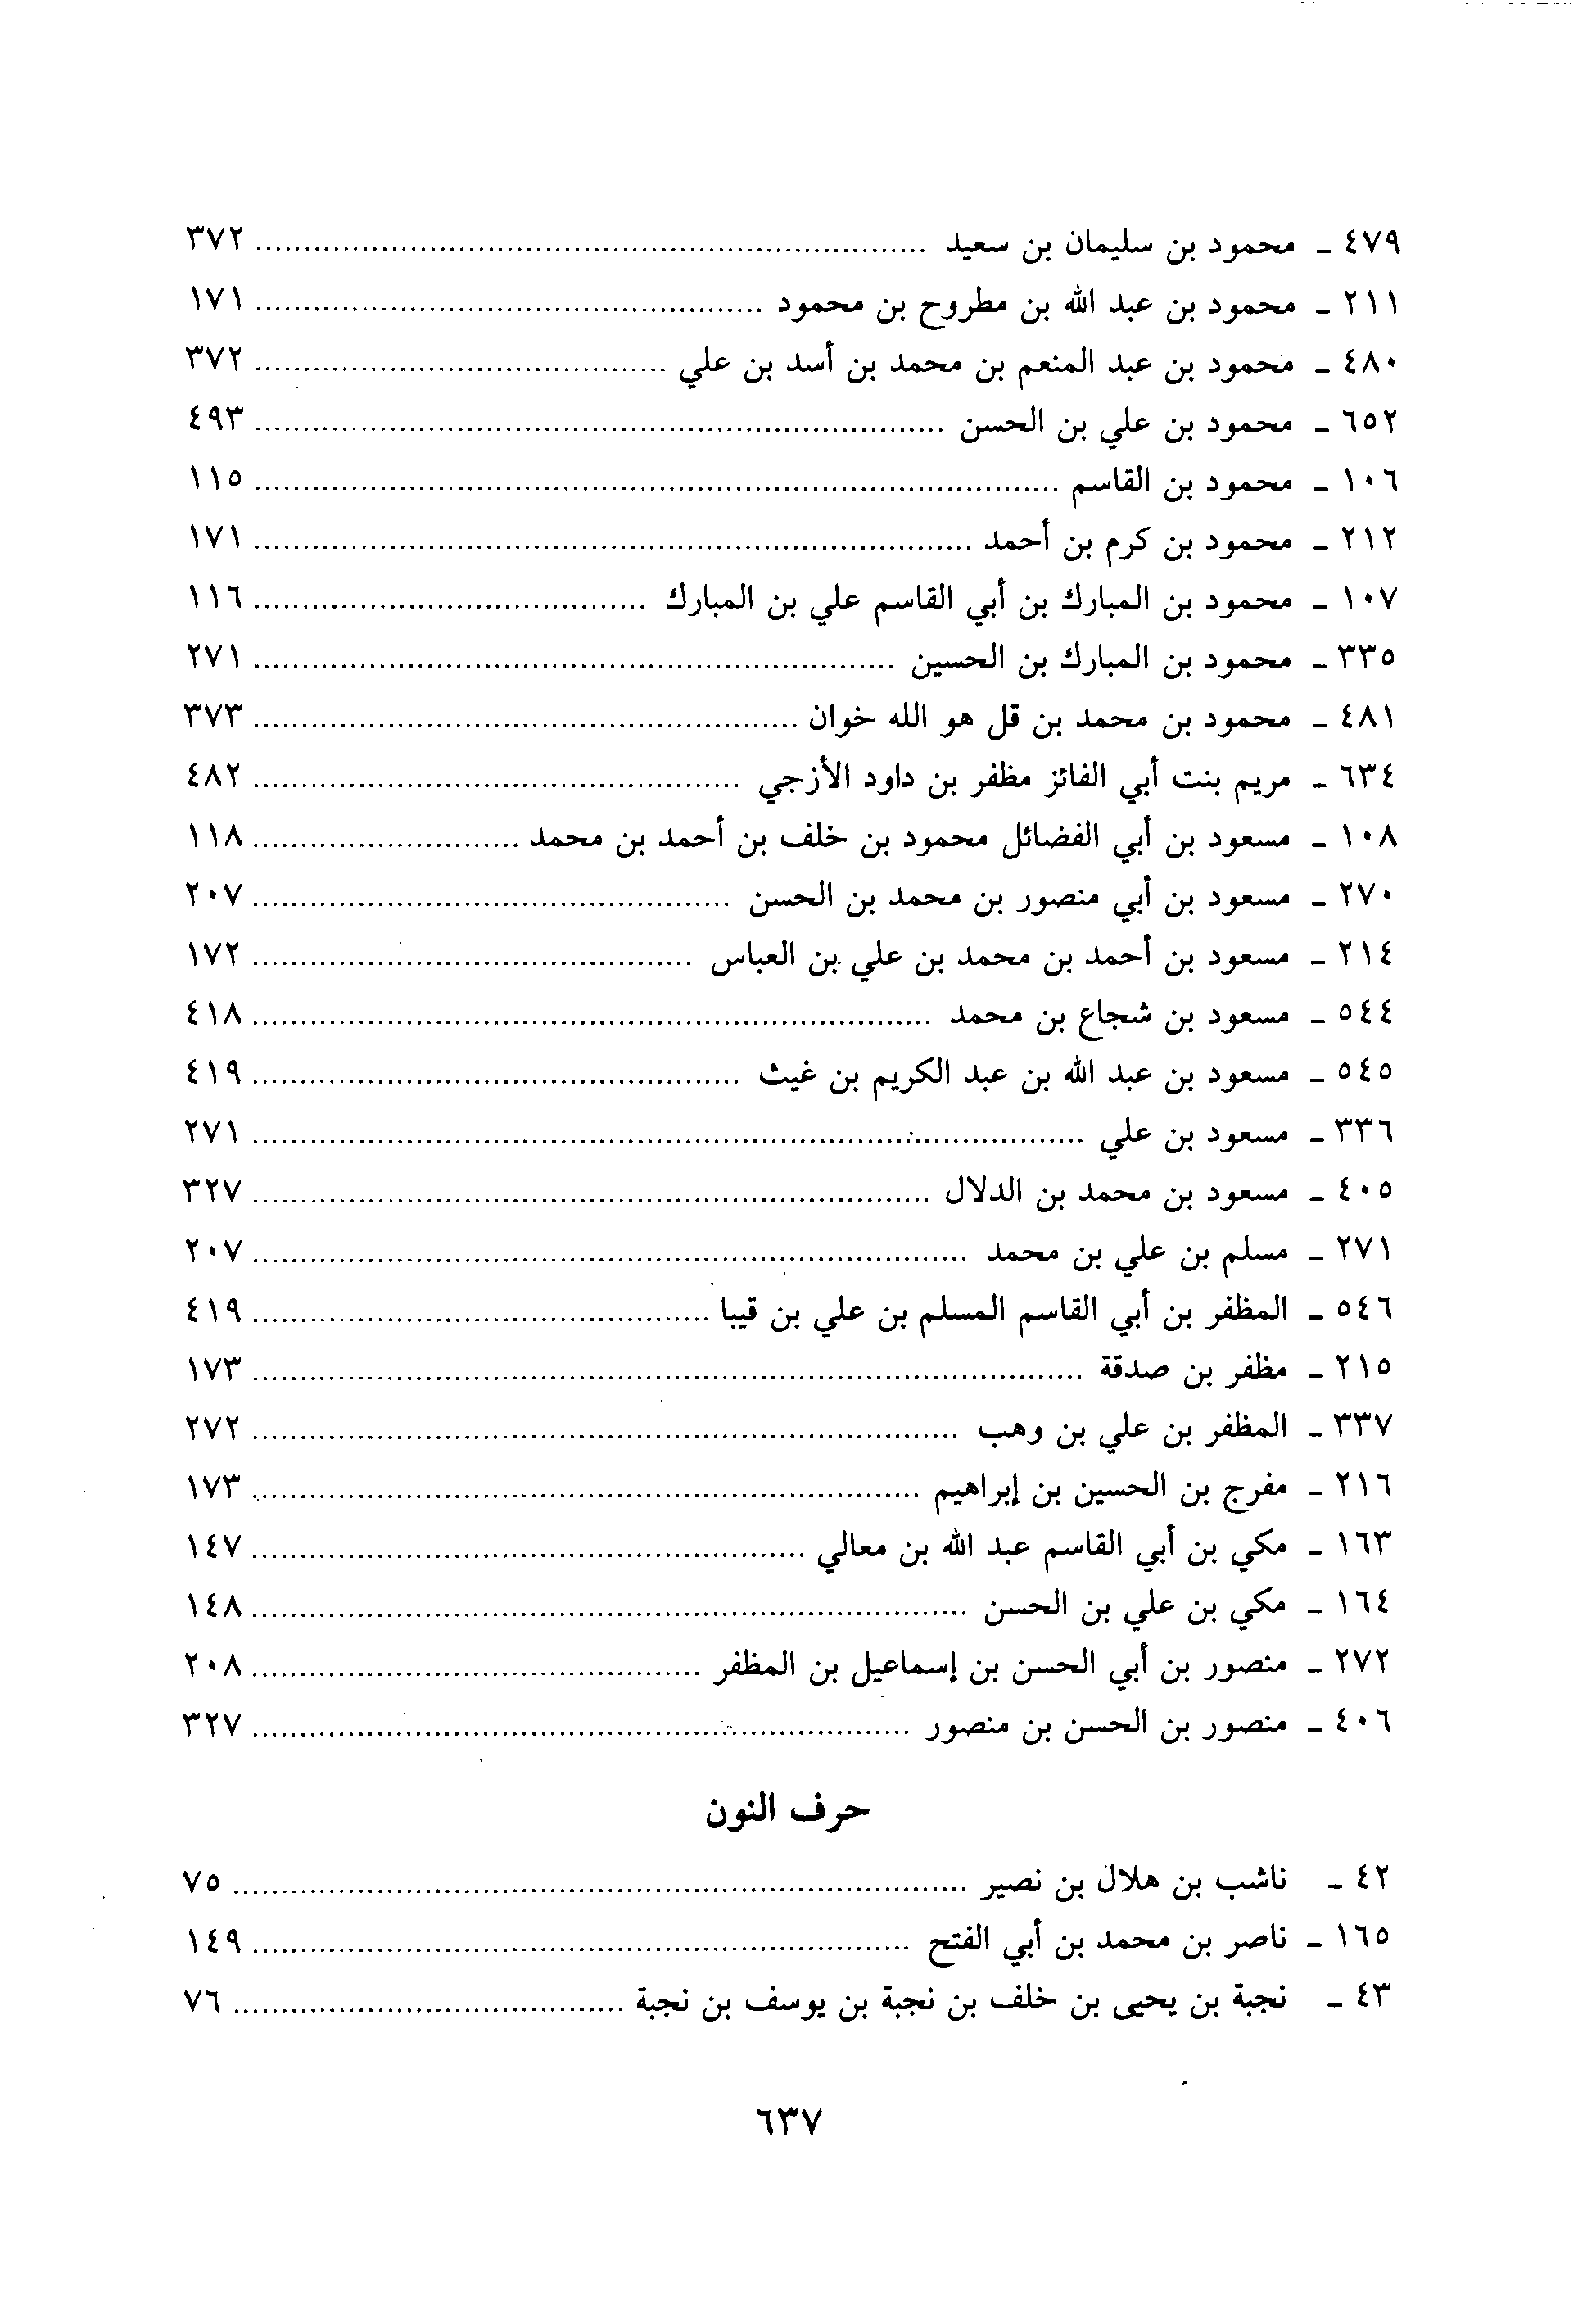 ٤٧٩ ـ محمود بن سليمان بن سعيد ........ ٣٧٢
٢١١ ـ محمود بن عبد الله بن مطروح بن محمود ........ ١٧١
٤٨٠ ـ محمود بن عبد المنعم بن محمد بن أسد بن علي ........ ٣٧٢
٦٥٢ ـ محمود بن علي بن الحسن ........ ٤٩٣
١٠٦ ـ محمود بن القاسم ........ ١١٥
٢١٢ ـ محمود بن كرم بن أحمد ........ ١٧١
١٠٧ ـ محمود بن المبارك بن أبي القاسم علي بن المبارك ........ ١١٦
٣٣٥ ـ محمود بن المبارك بن الحسين ........ ٢٧١
٤٨١ ـ محمود بن محمد بن قل هو الله خوان ........ ٣٧٣
٦٣٤ ـ مريم بنت أبي الفائز مظفر بن داود الأزجي ........ ٤٨٢
١٠٨ ـ مسعود بن أبي الفضائل محمود بن خلف بن أحمد بن محمد ........ ١١٨
٢٧٠ ـ مسعود بن أبي منصور بن محمد بن الحسن ........ ٢٠٧
٢١٤ ـ مسعود بن أحمد بن محمد بن علي بن العباس ........ ١٧٢
٥٤٤ ـ مسعود بن شجاع بن محمد ........ ٤١٨
٥٤٥ ـ مسعود بن عبد الله بن عبد الكريم بن غيث ........ ٤١٩
٣٣٦ ـ مسعود بن علي ........ ٢٧١
٤٠٥ ـ مسعود بن محمد بن الدلال ........ ٣٢٧
٢٧١ ـ مسلم بن علي بن محمد ........ ٢٠٧
٥٤٦ ـ المظفر بن أبي القاسم المسلم بن علي بن قيبا ........ ٤١٩
٢١٥ ـ مظفر بن صدقة ........ ١٧٣
٣٣٧ ـ المظفر بن علي بن وهب ........ ٢٧٢
٢١٦ ـ مفرج بن الحسين بن إبراهيم ........ ١٧٣
١٦٣ ـ مكي بن أبي القاسم عبد الله بن معالي ........ ١٤٧
١٦٤ ـ مكي بن علي بن الحسن ........ ١٤٨
٢٧٢ ـ منصور بن أبي الحسن بن إسماعيل بن المظفر ........ ٢٠٨
٤٠٦ ـ منصور بن الحسن بن منصور ........ ٣٢٧
حرف النون
٤٢ ـ ناشب بن هلال بن نصير ........ ٧٥
١٦٥ ـ ناصر بن محمد بن أبي الفتح ........ ١٤٩
٤٣ ـ نجبة بن يحيى بن خلف بن نجبة بن يوسف بن نجبة ........ ٧٦
٦٣٧